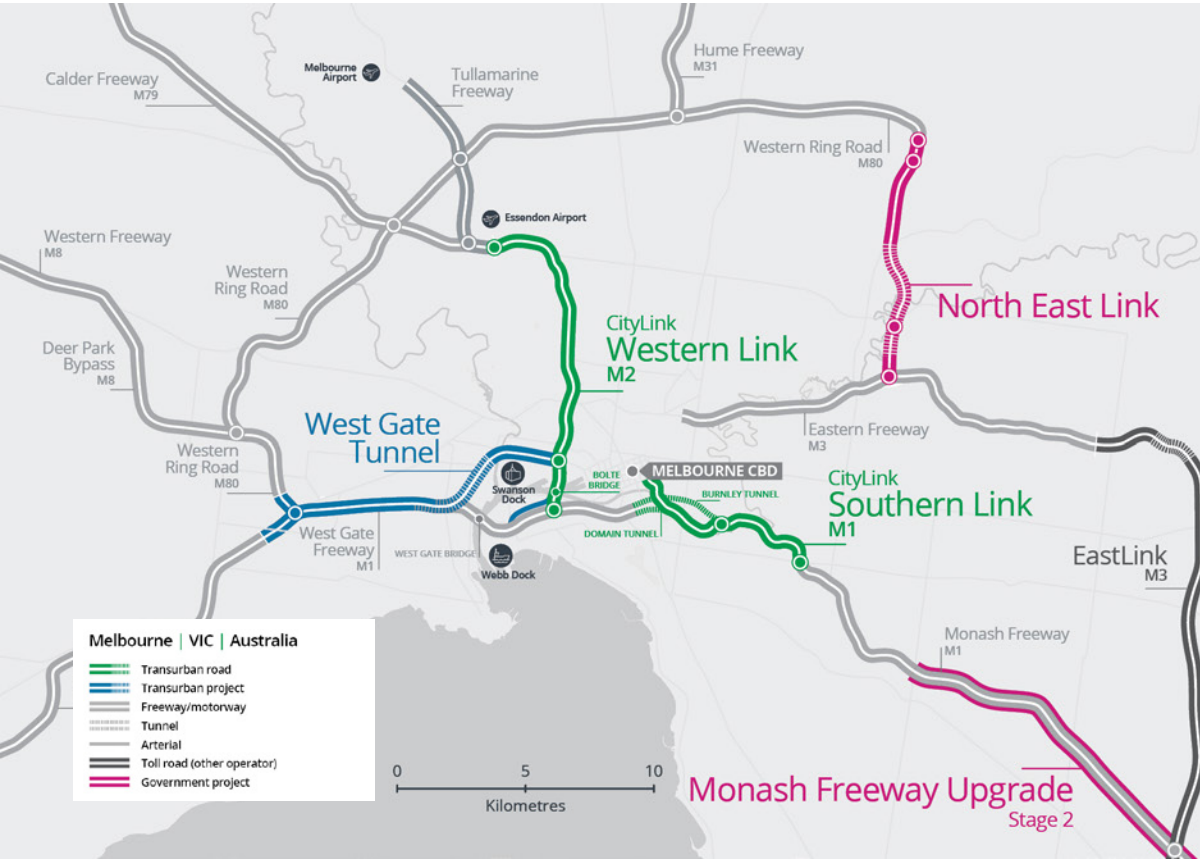 Hume Freeway
M31
Melbourne
Airport
Tullamarine
Freeway
Calder Freeway
M79
Western Ring Road
M80
Essendon Airport
Western Freeway
M8
Western
Ring Road
M80
North East Link
CityLink
Western Link
M2
Deer Park
Bypass
M8
West Gate
Tunnel
Eastern Freeway
M3
Western
Ring Road
M80
Swanson
Dock
BOLTE
BRIDGE
MELBOURNE CBD
BURNLEY TUNNEL
CityLink
Southern Link
M1
West Gate
Freeway
M1
WEST GATE BRIDGE
DOMAIN TUNNEL
Webb Dock
EastLink
M3
Monash Freeway
M1
Melbourne | VIC | Australia
Transurban road
Transurban project
Freeway/motorway
Tunnel
Arterial
Toll road (other operator)
Government project
0 5 10
Kilometres
Monash Freeway Upgrade
Stage 2